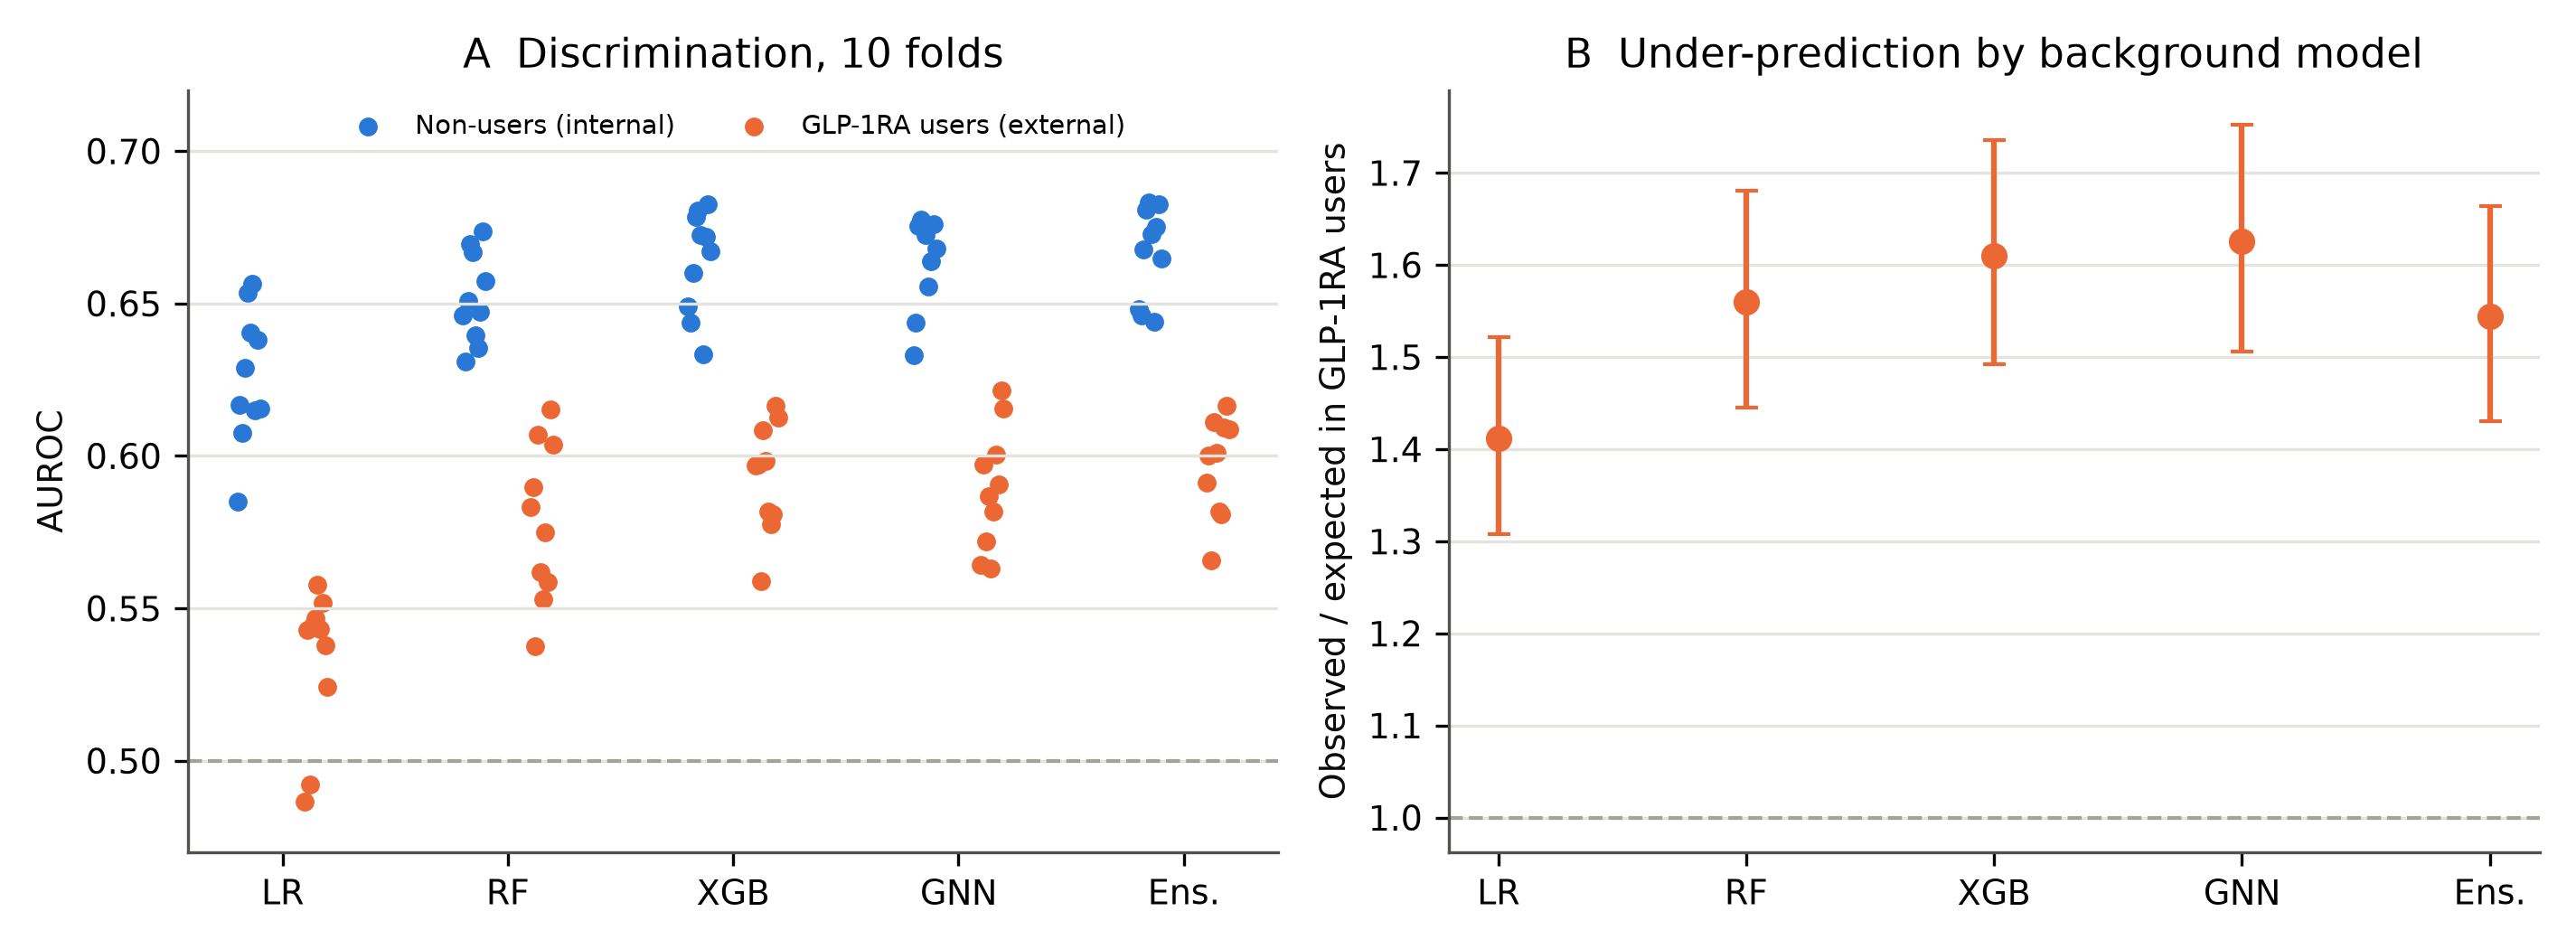 A  Discrimination, 10 folds
Non-users (internal)
GLP-1RA users (external)
AUROC
0.70
0.65
0.60
0.55
0.50
LR
RF
XGB
GNN
Ens.
B  Under-prediction by background model
Observed / expected in GLP-1RA users
1.7
1.6
1.5
1.4
1.3
1.2
1.1
1.0
LR
RF
XGB
GNN
Ens.